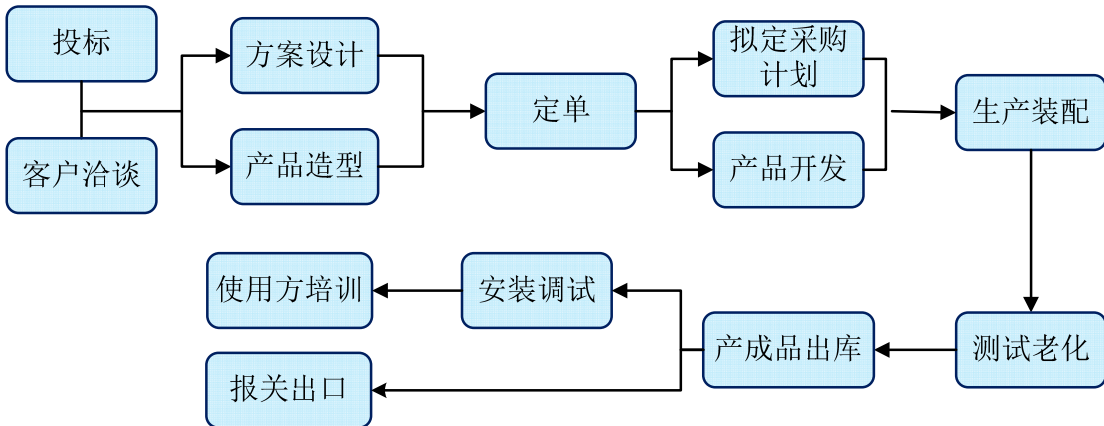 投标
客户洽谈
方案设计
产品造型
定单
拟定采购
计划
产品开发
生产装配
测试老化
产成品出库
安装调试
使用方培训
报关出口